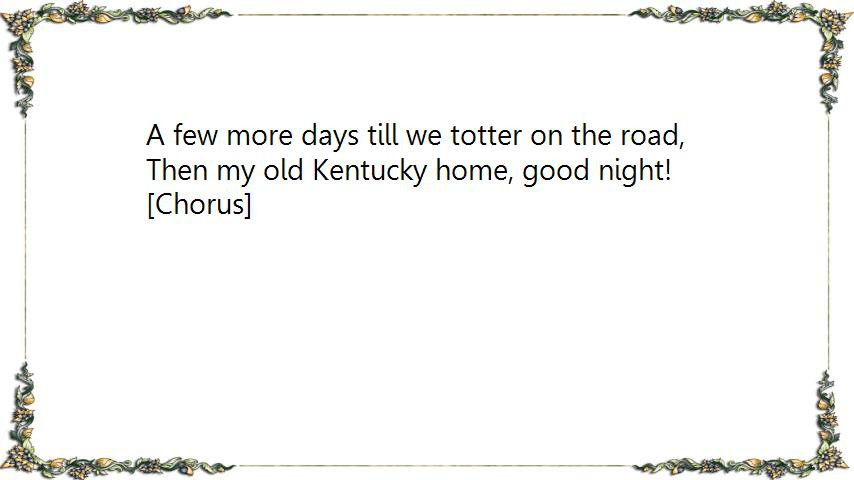 A few more days till we totter on the road,
Then my old Kentucky home, good night!
[Chorus]